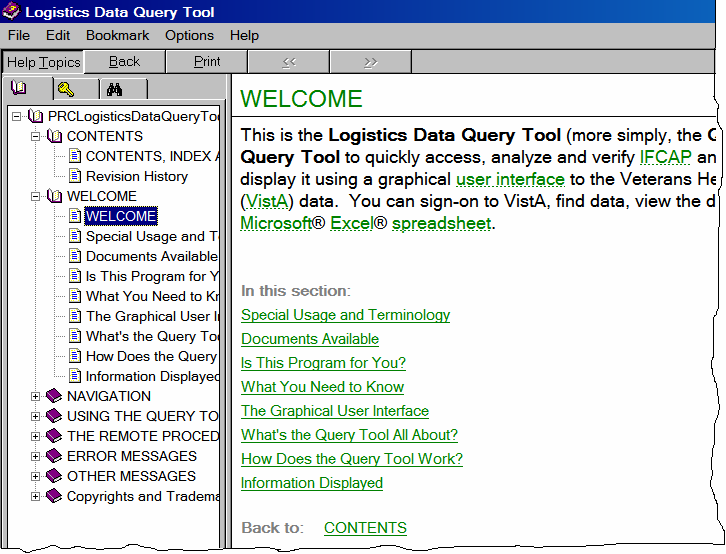 Logistics Data Query Tool
File Edit Bookmark Options Help
Help Topics Back Print << >>
PRCLogisticsDataQueryToo
CONTENTS
CONTENTS, INDEX A
Revision History
WELCOME
WELCOME
Special Usage and T
Documents Available
Is This Program for Y
What You Need to Kn
The Graphical User I
What's the Query Too
How Does the Query
Information Displayed
NAVIGATION
USING THE QUERY TO
THE REMOTE PROCED
ERROR MESSAGES
OTHER MESSAGES
Copyrights and Tradema
WELCOME
This is the Logistics Data Query Tool (more simply, the
Query Tool to quickly access, analyze and verify IFCAP an
display it using a graphical user interface to the Veterans He
(VistA) data. You can sign-on to VistA, find data, view the d
Microsoft® Excel® spreadsheet.
In this section:
Special Usage and Terminology
Documents Available
Is This Program for You?
What You Need to Know
The Graphical User Interface
What's the Query Tool All About?
How Does the Query Tool Work?
Information Displayed
Back to: CONTENTS